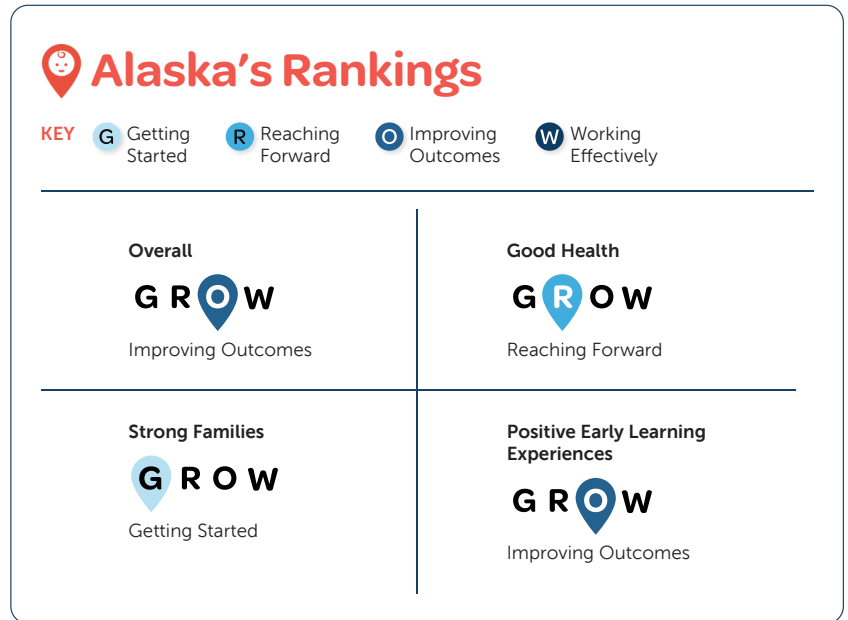 Alaska's Rankings
KEY
G Getting Started
R Reaching Forward
O Improving Outcomes
W Working Effectively
Overall
GROW
Improving Outcomes
Good Health
GROW
Reaching Forward
Strong Families
GROW
Getting Started
Positive Early Learning
Experiences
GROW
Improving Outcomes